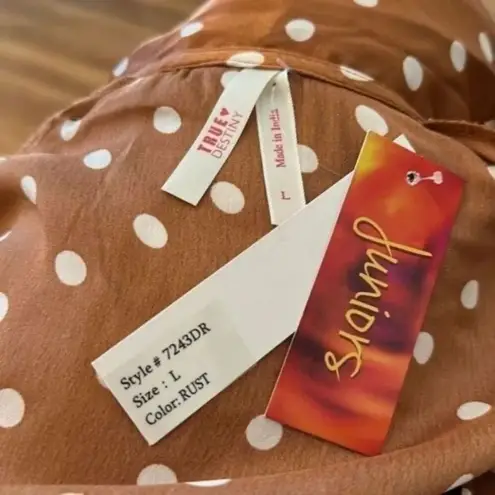 TRUE♥
DESTINY
Made in India
L
Juniors
Style # 7243DR
Size : L
Color: RUST